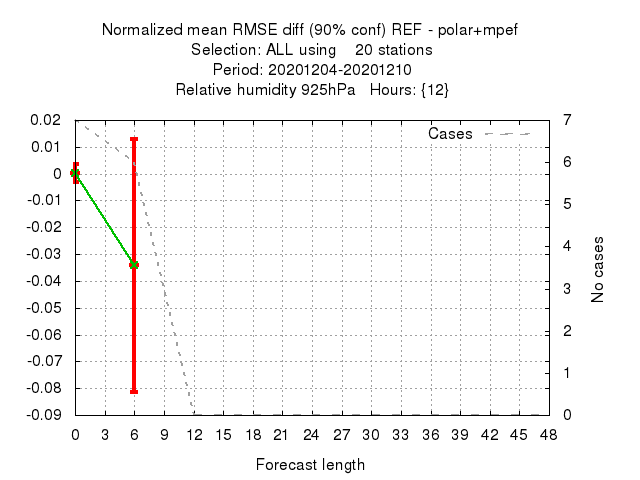 Normalized mean RMSE diff (90% conf) REF - polar+mpef
Selection: ALL using    20 stations
Period: 20201204-20201210
Relative humidity 925hPa   Hours: {12}
Cases
0.02
0.01
0
-0.01
-0.02
-0.03
-0.04
-0.05
-0.06
-0.07
-0.08
-0.09
7
6
5
4
3
2
1
0
No cases
0 3 6 9 12 15 18 21 24 27 30 33 36 39 42 45 48
Forecast length